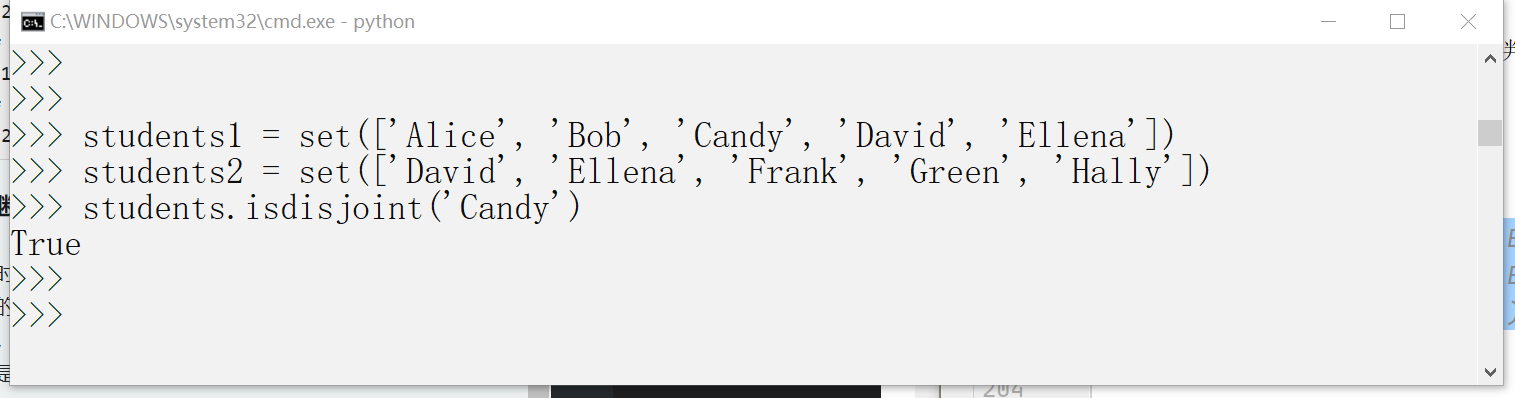 C:\WINDOWS\system32\cmd.exe - python
>>>
>>>
>>> students1 = set(['Alice', 'Bob', 'Candy', 'David', 'Ellena'])
>>> students2 = set(['David', 'Ellena', 'Frank', 'Green', 'Hally'])
>>> students.isdisjoint('Candy')
True
>>>
>>>
204